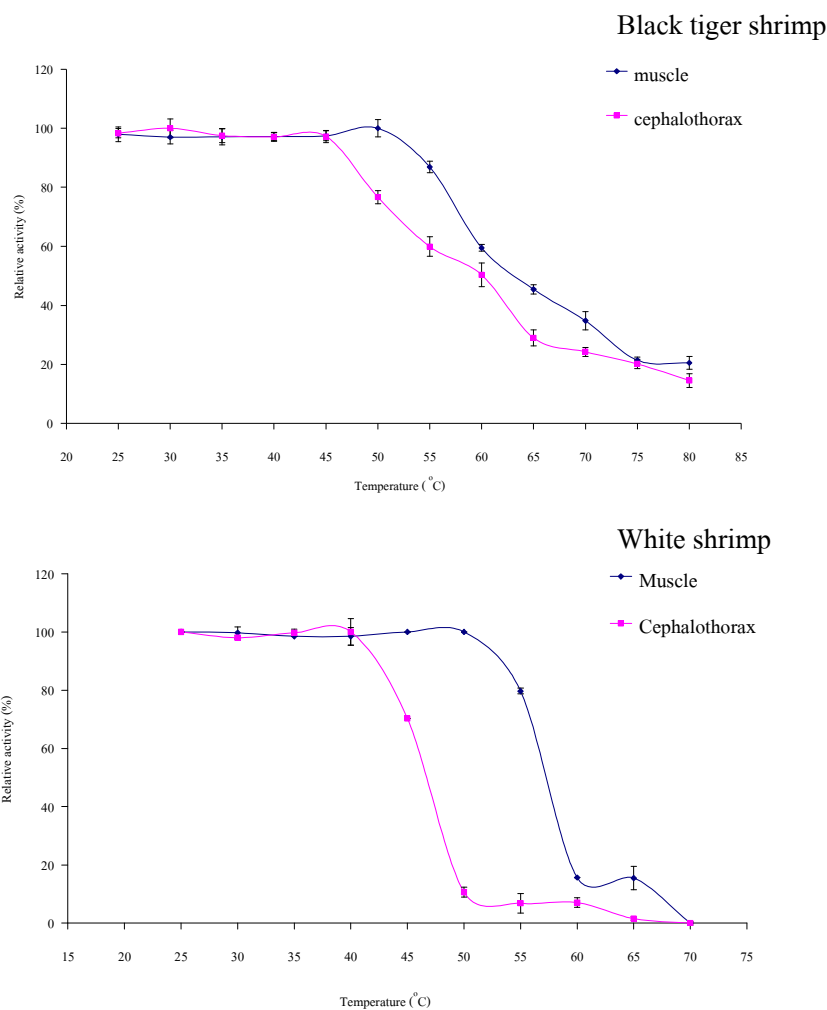 Black tiger shrimp
muscle
cephalothorax
120
100
80
60
40
20
0
Relative activity (%)
20 25 30 35 40 45 50 55 60 65 70 75 80 85
Temperature (°C)
White shrimp
Muscle
Cephalothorax
120
100
80
60
40
20
0
Relative activity (%)
15 20 25 30 35 40 45 50 55 60 65 70 75
Temperature (°C)